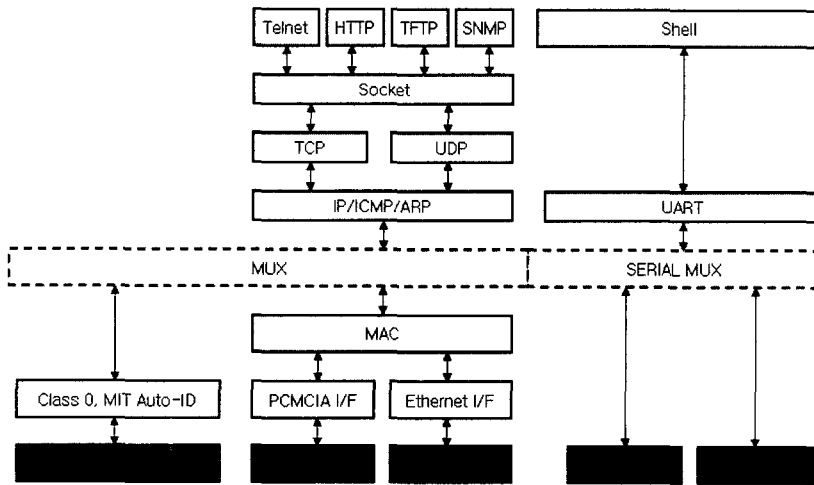 Telnet
HTTP
TFTP
SNMP
Shell
Socket
TCP
UDP
IP/ICMP/ARP
UART
MUX
SERIAL MUX
MAC
Class 0, MIT Auto-ID
PCMCIA I/F
Ethernet I/F